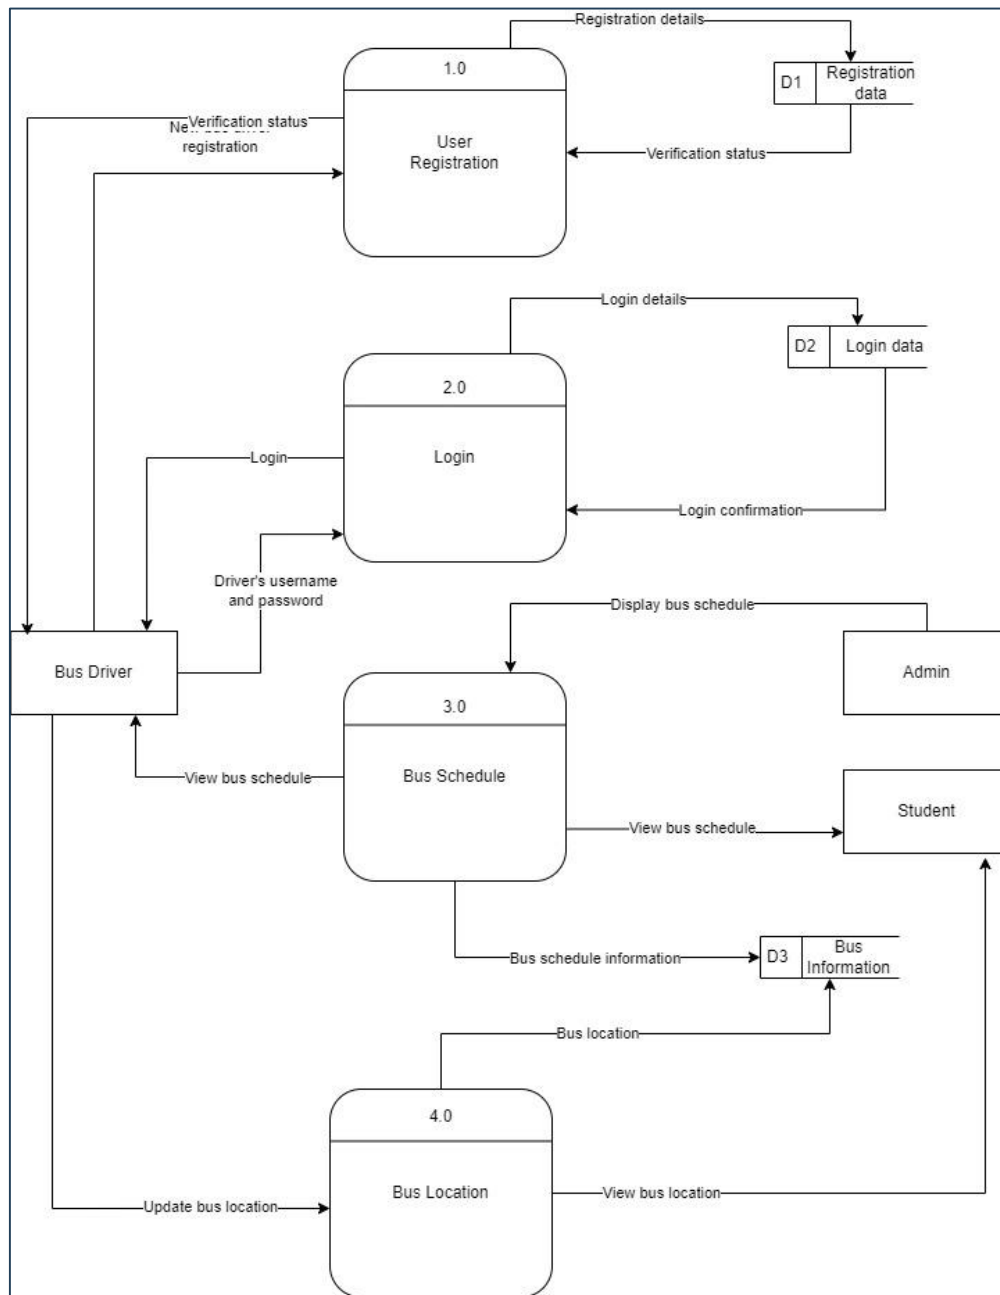 Registration details
1.0
D1
Registration
data
Verification status
registration
User
Registration
Verification status
Login details
D2
Login data
2.0
Login
Login
Login confirmation
Driver's username
and password
Display bus schedule
Bus Driver
Admin
3.0
View bus schedule
Bus Schedule
Student
View bus schedule
Bus schedule information
D3
Bus
Information
Bus location
4.0
Bus Location
View bus location
Update bus location